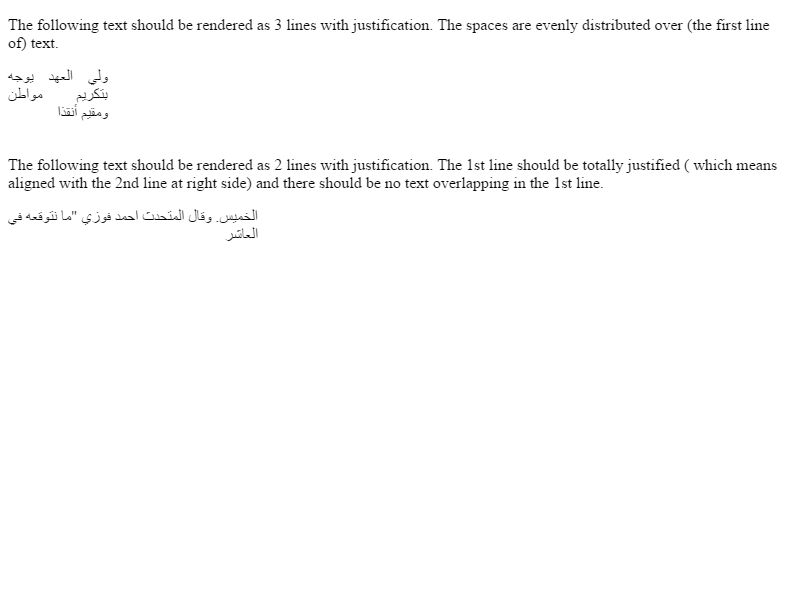 The following text should be rendered as 3 lines with justification. The spaces are evenly distributed over (the first line
of) text.
ولي العهد يوجه
بتكريم مواطن
ومقيم أنقذا
The following text should be rendered as 2 lines with justification. The 1st line should be totally justified ( which means
aligned with the 2nd line at right side) and there should be no text overlapping in the 1st line.
الخميس. وقال المتحدث احمد فوزي "ما نتوقعه في
العاشر